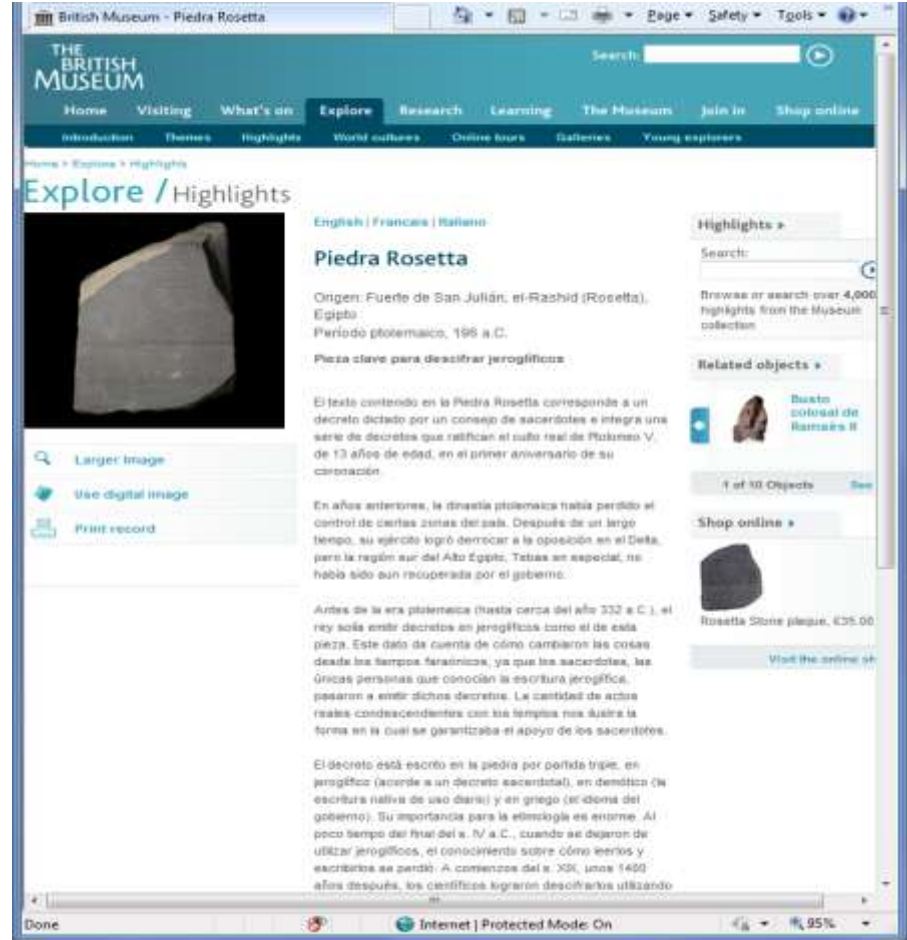 British Museum - Piedra Rosetta
Page
Safety
Tools
THE
BRITISH
MUSEUM
Search:
Home Visiting What's on Explore Research Learning The Museum Join in Shop online
Introduction Themes Highlights World cultures Online tours Galleries Young explorers
Home > Explore > Highlights
Explore / Highlights
English | Francais | Italiano
Piedra Rosetta
Origen: Fuerte de San Julián, el-Rashid (Rosetta),
Egipto
Período ptolemaico, 196 a.C.
Pieza clave para descifrar jeroglíficos
El texto contenido en la Piedra Rosetta corresponde a un
decreto dictado por un consejo de sacerdotes e integra una
serie de decretos que ratifican el culto real de Ptolomeo V,
de 13 años de edad, en el primer aniversario de su
coronación.
En años anteriores, la dinastía ptolemaica había perdido el
control de ciertas zonas del país. Después de un largo
tiempo, su ejército logró derrocar a la oposición en el Delta,
pero la región sur del Alto Egipto, Tebas en especial, no
había sido aun recuperada por el gobierno.
Antes de la era ptolemaica (hasta cerca del año 332 a.C.), el
rey solía emitir decretos en jeroglíficos como el de esta
pieza. Este dato da cuenta de cómo cambiaron las cosas
desde los tiempos faraónicos, ya que los sacerdotes, las
únicas personas que conocían la escritura jeroglífica,
pasaron a emitir dichos decretos. La cantidad de actos
reales condescendientes con los templos nos ilustra la
forma en la cual se garantizaba el apoyo de los sacerdotes.
El decreto está escrito en la piedra por partida triple, en
jeroglífico (acorde a un decreto sacerdotal), en demótico (la
escritura nativa de uso diario) y en griego (el idioma del
gobierno). Su importancia para la etimología es enorme. Al
poco tiempo del final del s. IV a.C., cuando se dejaron de
utilizar jeroglíficos, el conocimiento sobre cómo leerlos y
escribirlos se perdió. A comienzos del s. XIX, unos 1400
años después, los científicos lograron descifrarlos utilizando
Larger image
Use digital image
Print record
Highlights
Search:
Browse or search over 4,000
highlights from the Museum
collection
Related objects
Busto
colosal de
Ramsés II
1 of 10 Objects See
Shop online
Rosetta Stone plaque, £35.00
Visit the online sh
Done
Internet | Protected Mode: On
95%